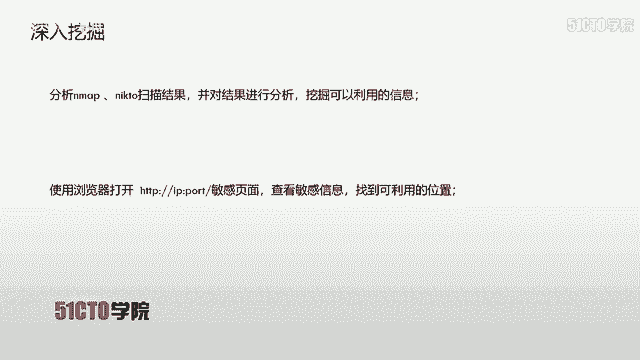 深入挖掘
51CTO学院
分析nmap 、nikto扫描结果，并对结果进行分析，挖掘可以利用的信息；
使用浏览器打开 http://ip:port/敏感页面，查看敏感信息，找到可利用的位置；
51CTO学院